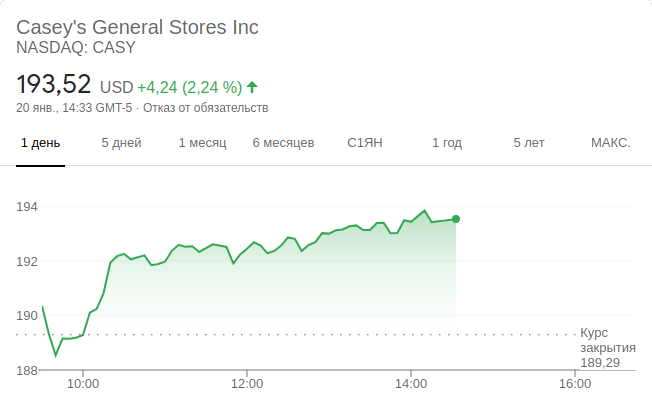 Casey's General Stores Inc
NASDAQ: CASY
193,52 USD +4,24 (2,24 %)
20 янв., 14:33 GMT-5 · Отказ от обязательств
1 день 5 дней 1 месяц 6 месяцев С1ЯН 1 год 5 лет МАКС.
194
192
190
Курс
закрытия
189,29
188
10:00 12:00 14:00 16:00